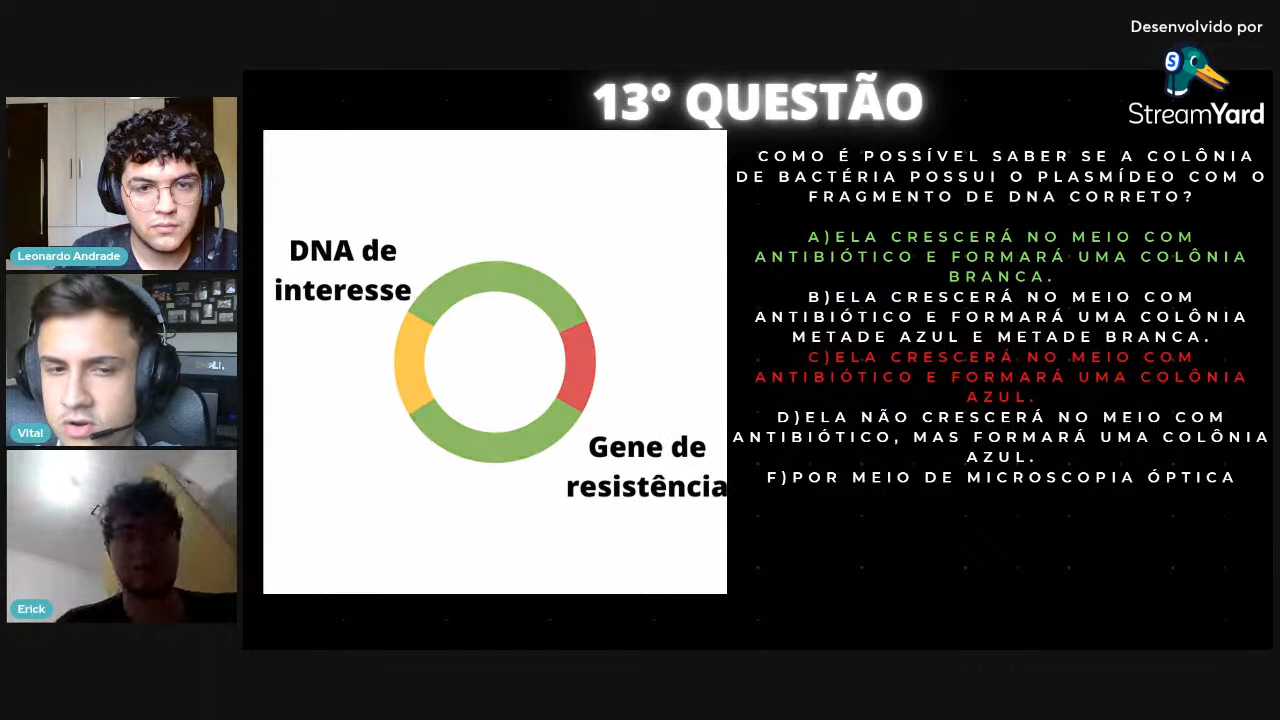 Desenvolvido por
S
StreamYard
13° QUESTÃO
Leonardo Andrade
Vital
Erick
DNA de
interesse
Gene de
resistência
COMO É POSSÍVEL SABER SE A COLÔNIA
DE BACTÉRIA POSSUI O PLASMÍDEO COM O
FRAGMENTO DE DNA CORRETO?
A)ELA CRESCERÁ NO MEIO COM
ANTIBIÓTICO E FORMARÁ UMA COLÔNIA
BRANCA.
B)ELA CRESCERÁ NO MEIO COM
ANTIBIÓTICO E FORMARÁ UMA COLÔNIA
METADE AZUL E METADE BRANCA.
C)ELA CRESCERÁ NO MEIO COM
ANTIBIÓTICO E FORMARÁ UMA COLÔNIA
AZUL.
D)ELA NÃO CRESCERÁ NO MEIO COM
ANTIBIÓTICO, MAS FORMARÁ UMA COLÔNIA
AZUL.
F)POR MEIO DE MICROSCOPIA ÓPTICA